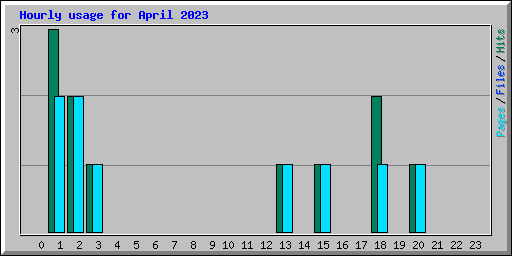 Hourly usage for April 2023
3
Pages/Files/Hits
0 1 2 3 4 5 6 7 8 9 10 11 12 13 14 15 16 17 18 19 20 21 22 23